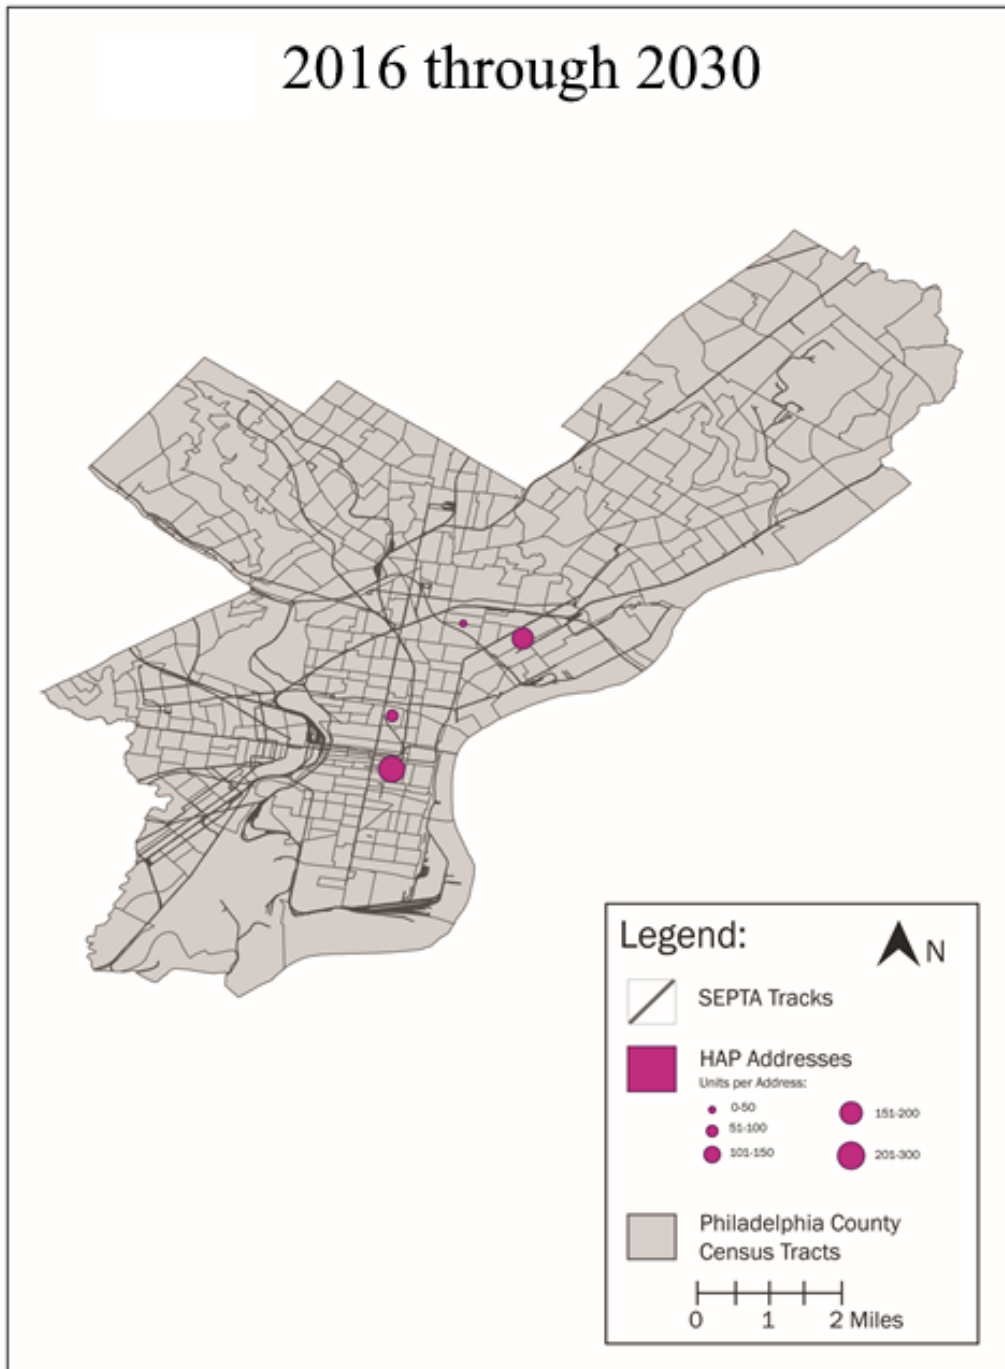 2016 through 2030
Legend:
N
SEPTA Tracks
HAP Addresses
Units per Address:
0-50
51-100
101-150
151-200
201-300
Philadelphia County
Census Tracts
0 1 2 Miles